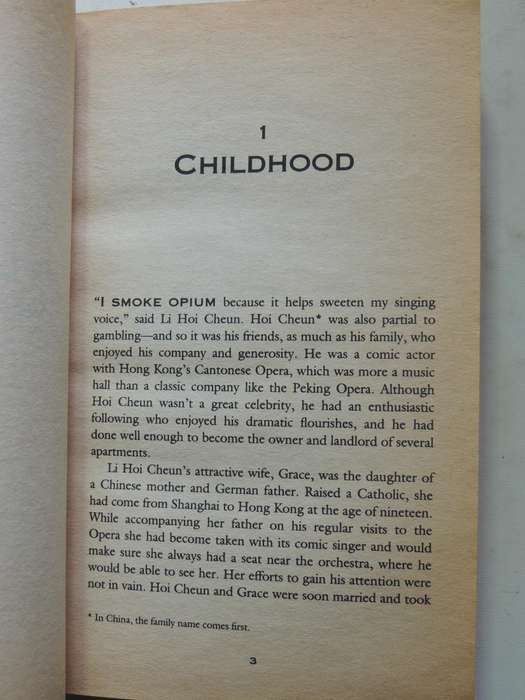 1
CHILDHOOD
“I SMOKE OPIUM because it helps sweeten my singing
voice,” said Li Hoi Cheun. Hoi Cheun* was also partial to
gambling—and so it was his friends, as much as his family, who
enjoyed his company and generosity. He was a comic actor
with Hong Kong's Cantonese Opera, which was more a music
hall than a classic company like the Peking Opera. Although
Hoi Cheun wasn't a great celebrity, he had an enthusiastic
following who enjoyed his dramatic flourishes, and he had
done well enough to become the owner and landlord of several
apartments.
Li Hoi Cheun's attractive wife, Grace, was the daughter of
a Chinese mother and German father. Raised a Catholic, she
had come from Shanghai to Hong Kong at the age of nineteen.
While accompanying her father on his regular visits to the
Opera she had become taken with its comic singer and would
make sure she always had a seat near the orchestra, where he
would be able to see her. Her efforts to gain his attention were
not in vain. Hoi Cheun and Grace were soon married and took
* In China, the family name comes first.
3